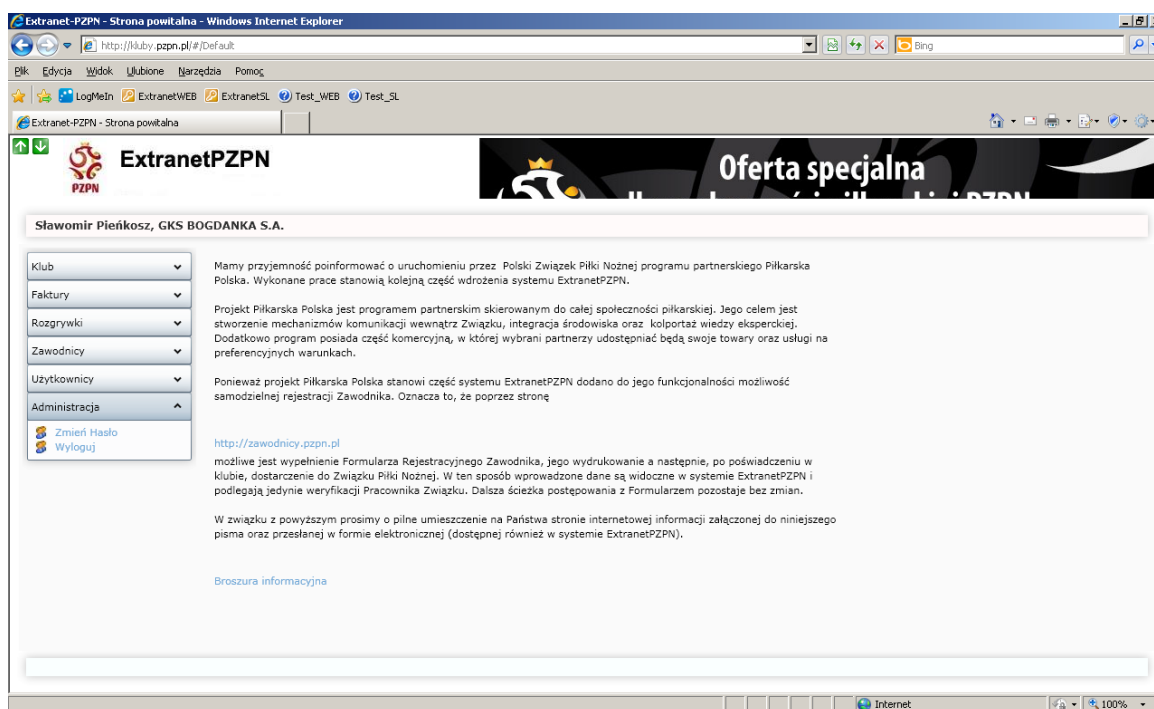 Extranet-PZPN - Strona powitalna - Windows Internet Explorer
http://kluby.pzpn.pl/#/Default
Bing
Plik Edycja Widok Ulubione Narzędzia Pomoc
LogMeIn ExtranetWEB ExtranetSL Test_WEB Test_SL
Extranet-PZPN - Strona powitalna
PZPN
ExtranetPZPN
Oferta specjalna
Sławomir Pieńkosz, GKS BOGDANKA S.A.
Klub
Faktury
Rozgrywki
Zawodnicy
Użytkownicy
Administracja
Zmień Hasło
Wyloguj
Mamy przyjemność poinformować o uruchomieniu przez Polski Związek Piłki Nożnej programu partnerskiego Piłkarska
Polska. Wykonane prace stanowią kolejną część wdrożenia systemu ExtranetPZPN.
Projekt Piłkarska Polska jest programem partnerskim skierowanym do całej społeczności piłkarskiej. Jego celem jest
stworzenie mechanizmów komunikacji wewnątrz Związku, integracja środowiska oraz kolportaż wiedzy eksperckiej.
Dodatkowo program posiada część komercyjną, w której wybrani partnerzy udostępniać będą swoje towary oraz usługi na
preferencyjnych warunkach.
Ponieważ projekt Piłkarska Polska stanowi część systemu ExtranetPZPN dodano do jego funkcjonalności możliwość
samodzielnej rejestracji Zawodnika. Oznacza to, że poprzez stronę
http://zawodnicy.pzpn.pl
możliwe jest wypełnienie Formularza Rejestracyjnego Zawodnika, jego wydrukowanie a następnie, po poświadczeniu w
klubie, dostarczenie do Związku Piłki Nożnej. W ten sposób wprowadzone dane są widoczne w systemie ExtranetPZPN i
podlegają jedynie weryfikacji Pracownika Związku. Dalsza ścieżka postępowania z Formularzem pozostaje bez zmian.
W związku z powyższym prosimy o pilne umieszczenie na Państwa stronie internetowej informacji załączonej do niniejszego
pisma oraz przesłanej w formie elektronicznej (dostępnej również w systemie ExtranetPZPN).
Broszura informacyjna
Internet
100%